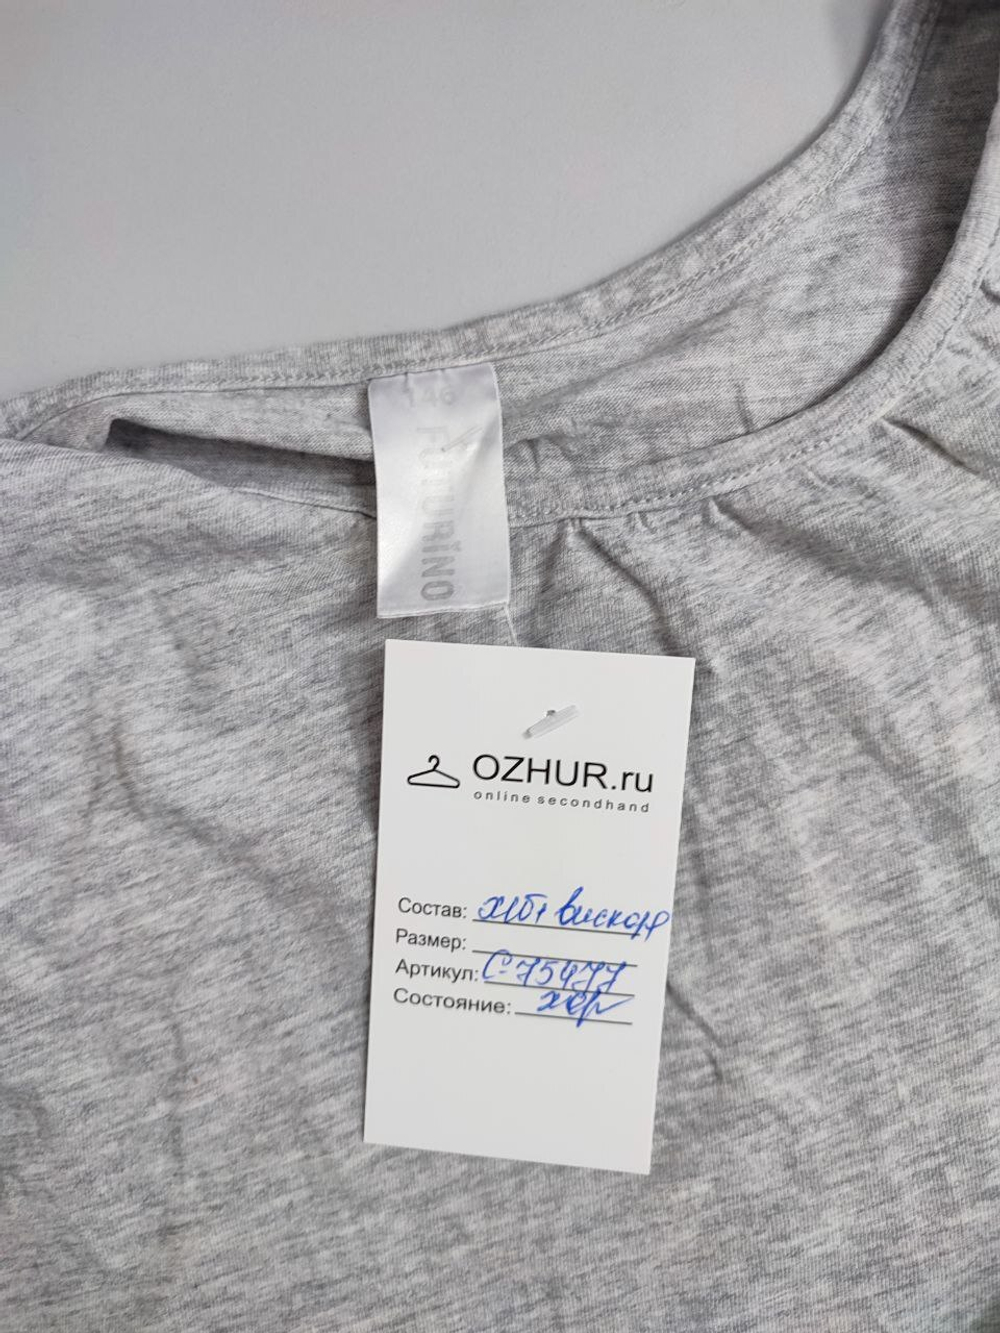 146
FUTURINO
OZHUR.ru
online secondhand
Состав: х/б+ вискоз
Размер:
Артикул: С-75477
Состояние: хор